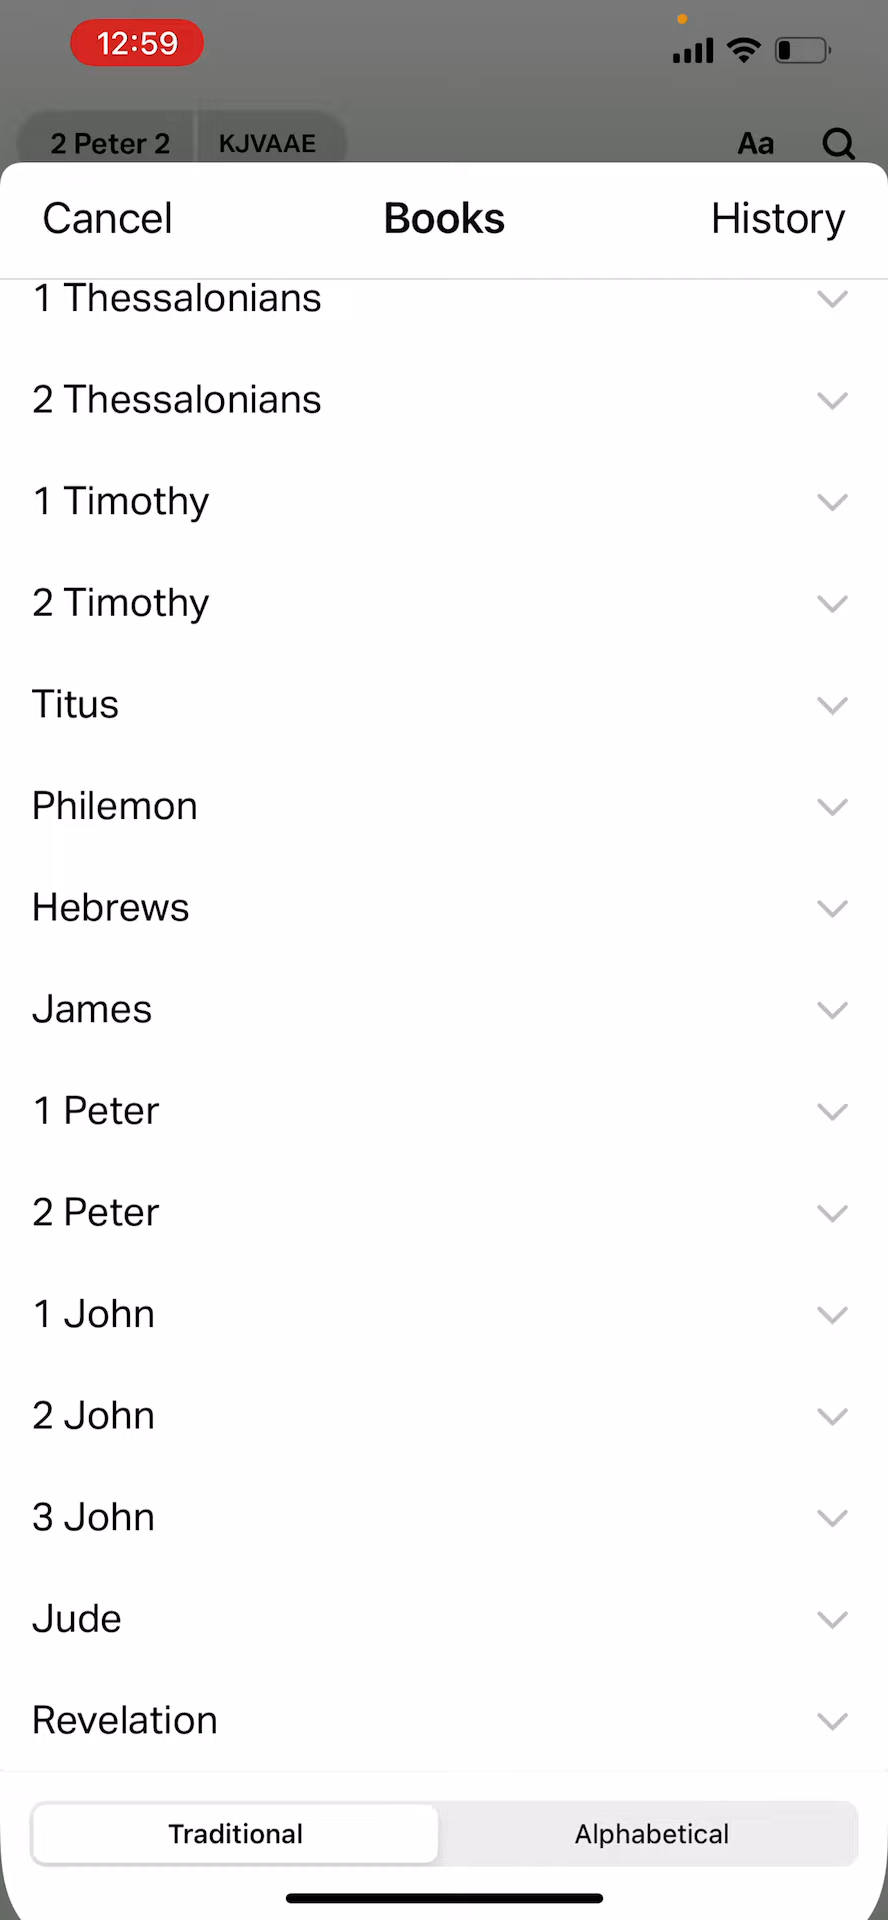 12:59
2 Peter 2 KJVAAE Aa
Cancel Books History
1 Thessalonians
2 Thessalonians
1 Timothy
2 Timothy
Titus
Philemon
Hebrews
James
1 Peter
2 Peter
1 John
2 John
3 John
Jude
Revelation
Traditional Alphabetical